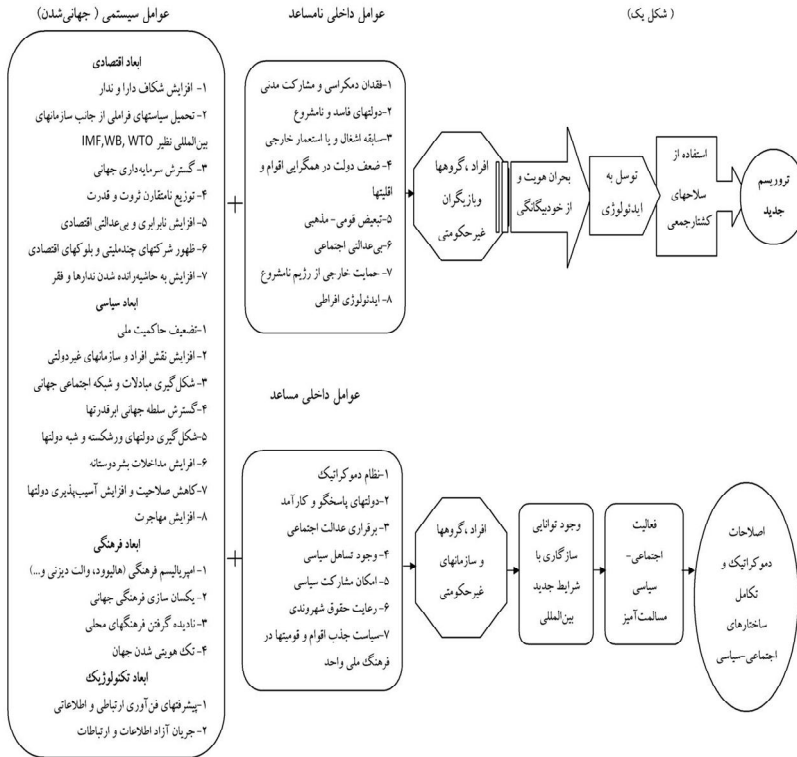 عوامل سیستمی ( جهانی‌شدن)
عوامل داخلی نامساعد
( شکل یک)
ابعاد اقتصادی
۱- افزایش شکاف دارا و ندار
۲- تحمیل سیاستهای فراملی از جانب سازمانهای
بین‌المللی نظیر IMF,WB, WTO
۳- گسترش سرمایه‌داری جهانی
۴- توزیع نامتقارن ثروت و قدرت
۵- افزایش نابرابری و بی‌عدالتی اقتصادی
۶- ظهور شرکتهای چندملیتی و بلوکهای اقتصادی
۷- افزایش به حاشیه‌رانده شدن ندارها و فقر
ابعاد سیاسی
۱-تضعیف حاکمیت ملی
۲- افزایش نقش افراد و سازمانهای غیردولتی
۳- شکل‌گیری مبادلات و شبکه اجتماعی جهانی
۴- گسترش سلطه جهانی ابرقدرتها
۵-شکل‌گیری دولتهای ورشکسته و شبه دولتها
۶- افرایش مداخلات بشردوستانه
۷-کاهش صلاحیت و افزایش آسیب‌پذیری دولتها
۸- افزایش مهاجرت
ابعاد فرهنگی
۱- امپریالیسم فرهنگی (هالیوود، والت دیزنی و...)
۲- یکسان سازی فرهنگی جهانی
۳- نادیده گرفتن فرهنگهای محلی
۴- تک هویتی شدن جهان
ابعاد تکنولوژیک
۱- پیشرفتهای فن‌آوری ارتباطی و اطلاعاتی
۲- جریان آزاد اطلاعات و ارتباطات
+
۱-فقدان دمکراسی و مشارکت مدنی
۲-دولتهای فاسد و نامشروع
۳-سابقه اشغال و یا استعمار خارجی
۴- ضعف دولت در همگرایی اقوام و
اقلیتها
۵-تبعیض قومی- مذهبی
۶-بی‌عدالتی اجتماعی
۷- حمایت خارجی از رژیم نامشروع
۸- ایدئولوژی افراطی
افراد ،گروهها
وبازیگران
غیرحکومتی
بحران هویت و
از خودبیگانگی
توسل به
ایدئولوژی
استفاده از
سلاحهای
کشتارجمعی
تروریسم
جدید
عوامل داخلی مساعد
+
۱-نظام دموکراتیک
۲-دولتهای پاسخگو و کارآمد
۳- برقراری عدالت اجتماعی
۴- وجود تساهل سیاسی
۵- امکان مشارکت سیاسی
۶- رعایت حقوق شهروندی
۷-سیاست جذب اقوام و قومیتها در
فرهنگ ملی واحد
افراد ،گروهها
و سازمانهای
غیرحکومتی
وجود توانایی
سازگاری با
شرایط جدید
بین‌المللی
فعالیت
اجتماعی-
سیاسی
مسالمت‌آمیز
اصلاحات
دموکراتیک و
تکامل
ساختارهای
اجتماعی-سیاسی